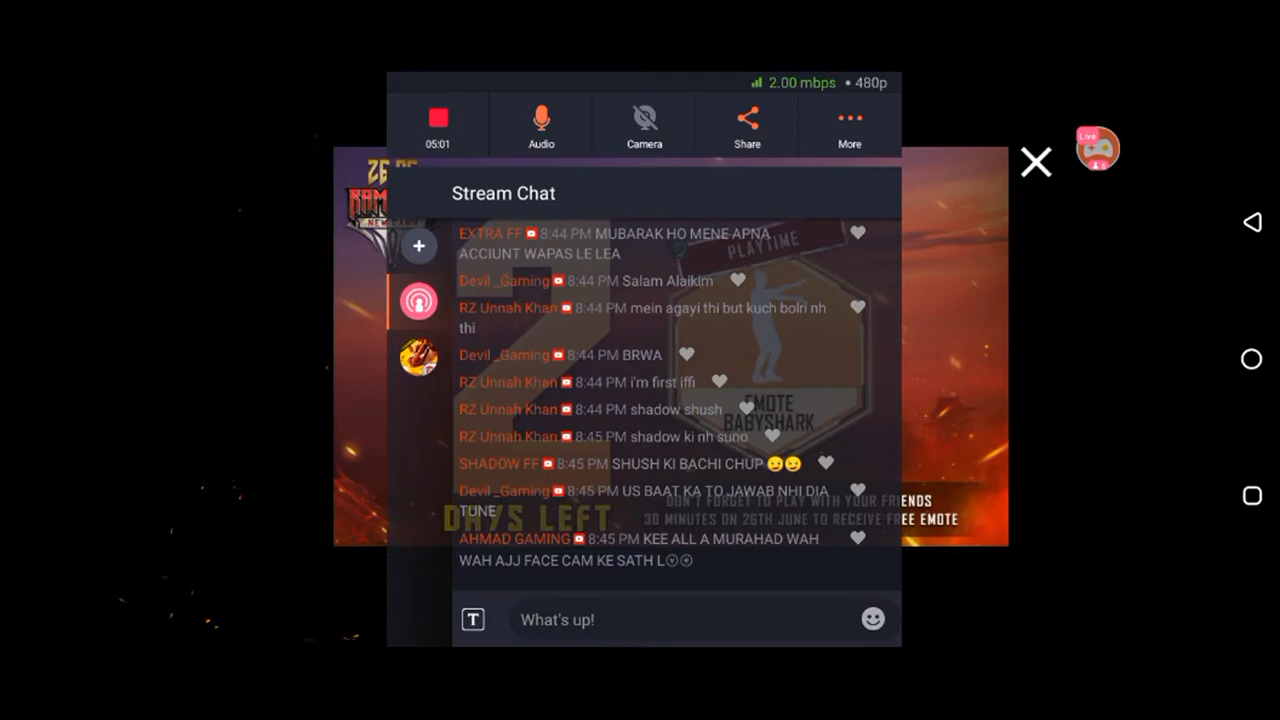 2.00 mbps • 480p
05:01 Audio Camera Share More
Live
Stream Chat
EXTRA FF 8:44 PM MUBARAK HO MENE APNA
ACCIUNT WAPAS LE LEA
PLAYTIME
Devil_Gaming 8:44 PM Salam Alaikim
RZ Unnah Khan 8:44 PM mein agayi thi but kuch bolri nh
thi
Devil_Gaming 8:44 PM BRWA
RZ Unnah Khan 8:44 PM i'm first iffi
RZ Unnah Khan 8:44 PM shadow shush
EMOTE
BABYSHARK
RZ Unnah Khan 8:45 PM shadow ki nh suno
SHADOW FF 8:45 PM SHUSH KI BACHI CHUP 😉😉
Devil_Gaming 8:45 PM US BAAT KA TO JAWAB NHI DIA
TUNE
2
DAYS LEFT
DON'T FORGET TO PLAY WITH YOUR FRIENDS
30 MINUTES ON 26TH JUNE TO RECEIVE FREE EMOTE
AHMAD GAMING 8:45 PM KEE ALL A MURAHAD WAH
WAH AJJ FACE CAM KE SATH Lⓥⓔ
T What's up!